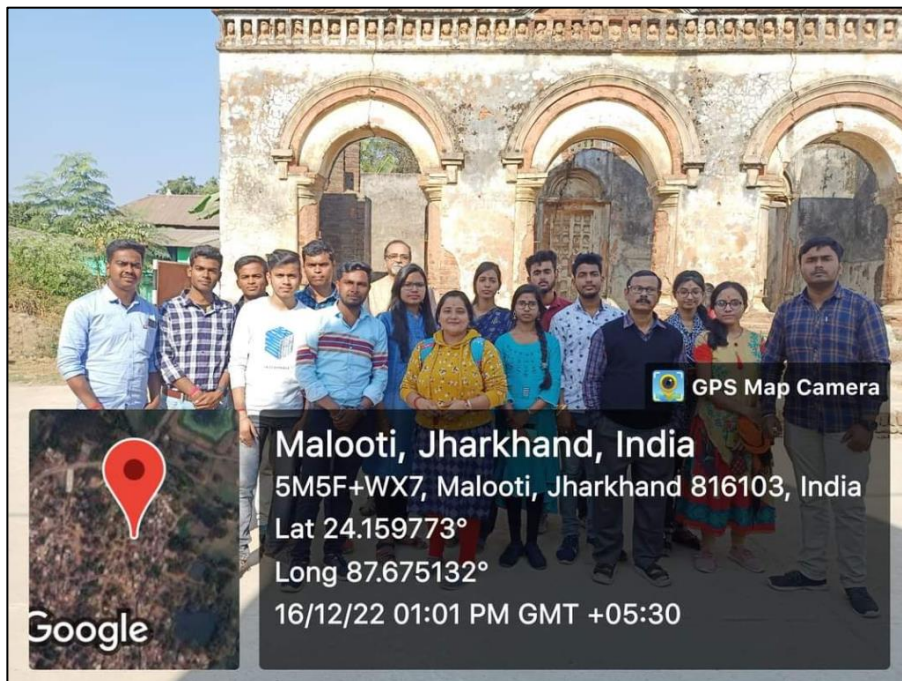 GPS Map Camera
Malooti, Jharkhand, India
5M5F+WX7, Malooti, Jharkhand 816103, India
Lat 24.159773°
Long 87.675132°
16/12/22 01:01 PM GMT +05:30
Google